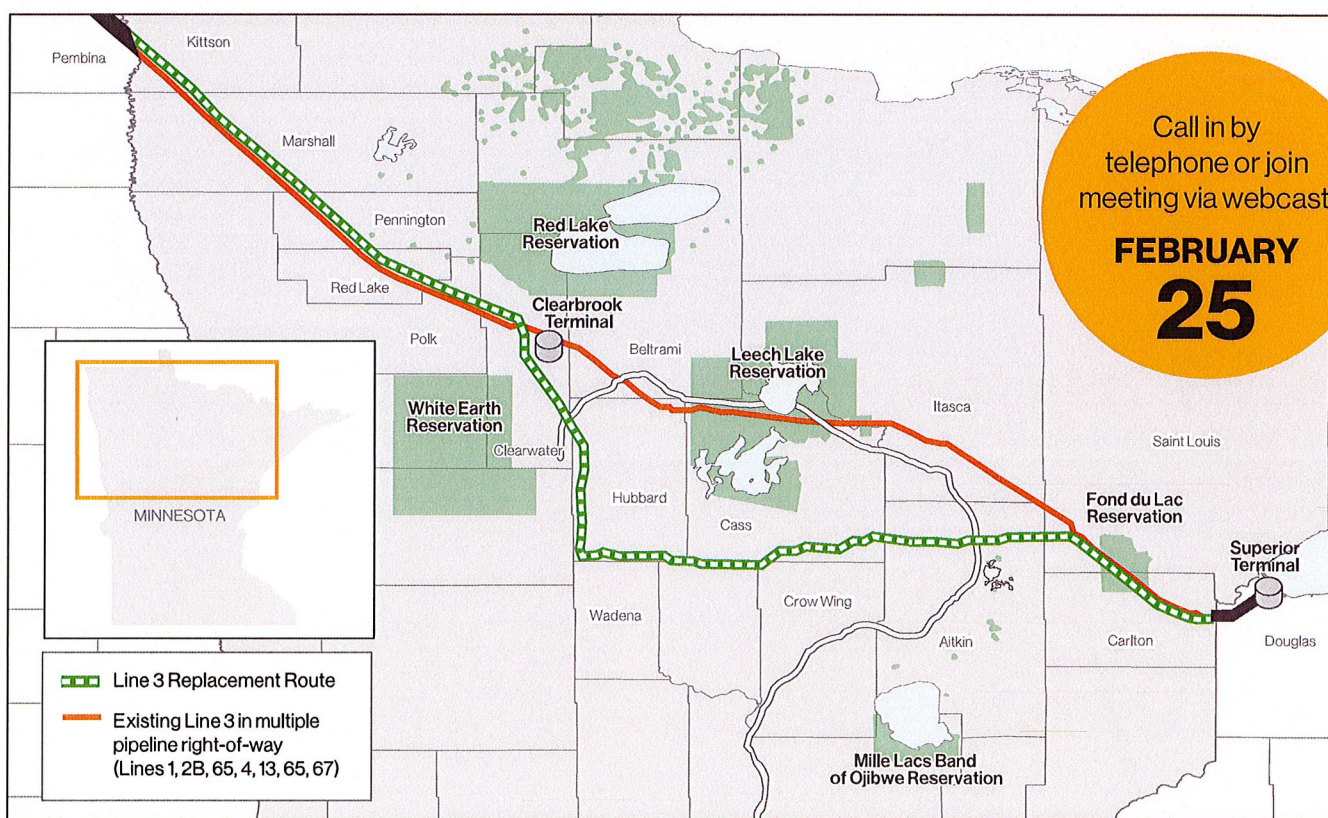 Kittson
Pembina
Marshall
Pennington
Red Lake
Polk
Red Lake
Reservation
Clearbrook
Terminal
Beltrami
Leech Lake
Reservation
Itasca
White Earth
Reservation
Clearwater
Saint Louis
Hubbard
Cass
Fond du Lac
Reservation
Superior
Terminal
Wadena
Crow Wing
Aitkin
Carlton
Douglas
Mille Lacs Band
of Ojibwe Reservation
Call in by
telephone or join
meeting via webcast
FEBRUARY
25
MINNESOTA
Line 3 Replacement Route
Existing Line 3 in multiple
pipeline right-of-way
(Lines 1, 2B, 65, 4, 13, 65, 67)